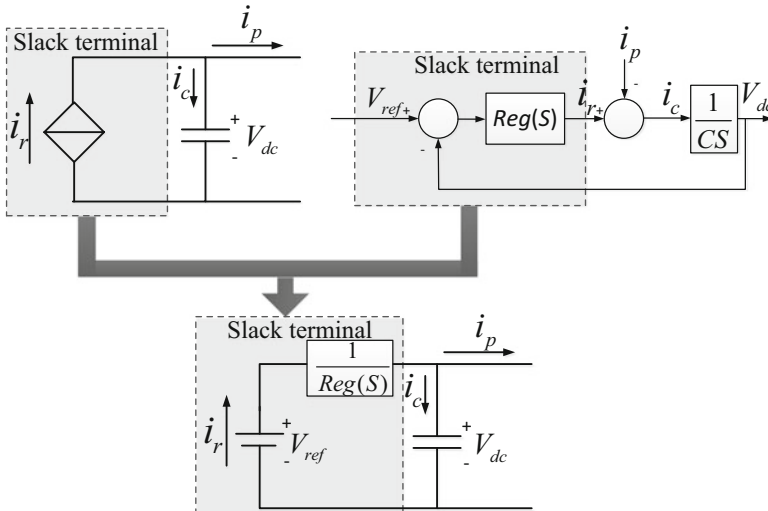 Slack terminal
i_p
i_r
i_c
+
-
V_dc
Slack terminal
V_ref+
-
Reg(S)
i_r+
i_p
-
i_c
1
CS
V_dc
Slack terminal
i_r
+
-
V_ref
1
Reg(S)
i_p
i_c
+
-
V_dc